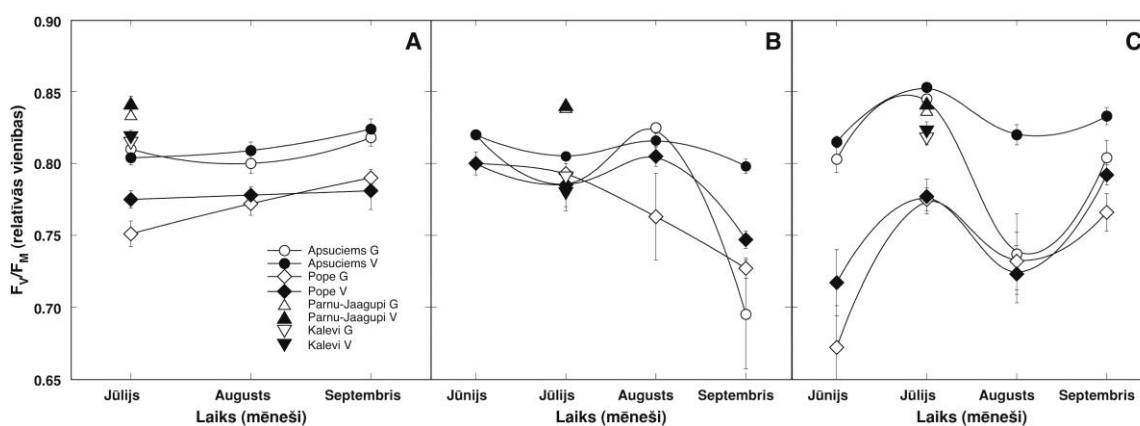 0.90
0.85
0.80
0.75
0.70
0.65
F_V/F_M (relatīvās vienības)
A
B
C
Apsuciems G
Apsuciems V
Pope G
Pope V
Parnu-Jaagupi G
Parnu-Jaagupi V
Kalevi G
Kalevi V
Jūlijs Augusts Septembris
Jūnijs Jūlijs Augusts Septembris
Jūnijs Jūlijs Augusts Septembris
Laiks (mēneši)
Laiks (mēneši)
Laiks (mēneši)